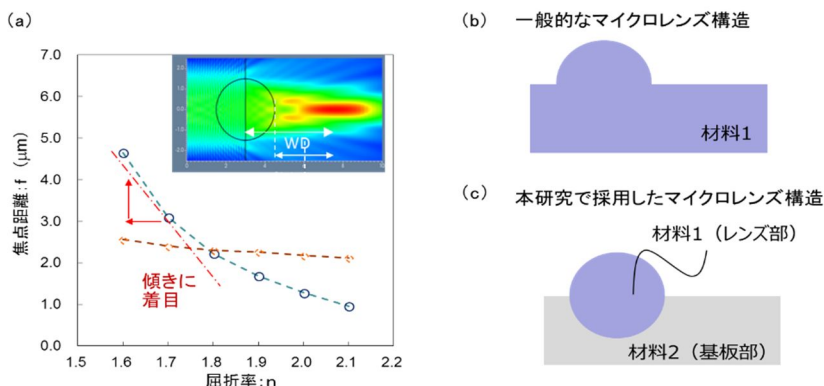 (a)
7.0
6.0
5.0
4.0
3.0
2.0
1.0
0.0
焦点距離;f (μm)
WD
傾きに
着目
1.5
1.6
1.7
1.8
1.9
2.0
2.1
2.2
屈折率;n
(b) 一般的なマイクロレンズ構造
材料1
(c) 本研究で採用したマイクロレンズ構造
材料1（レンズ部）
材料2（基板部）